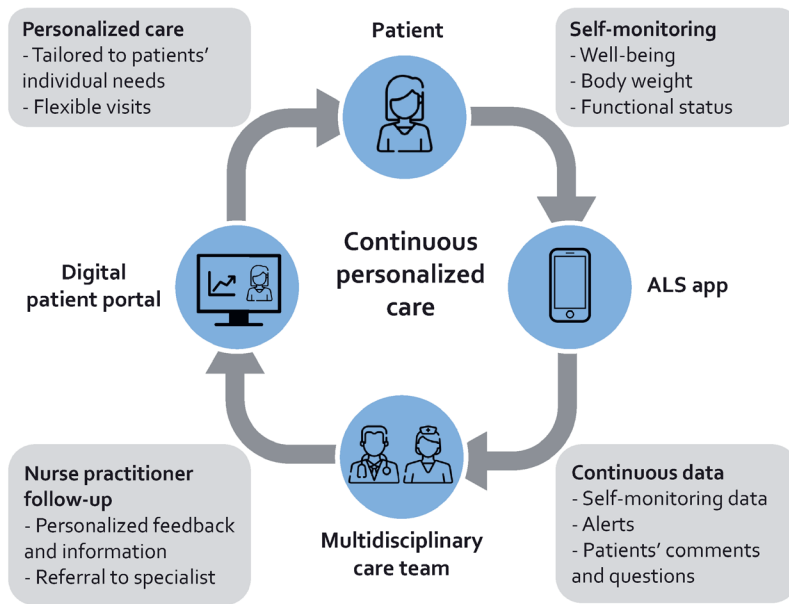 Personalized care
- Tailored to patients'
individual needs
- Flexible visits
Patient
Self-monitoring
- Well-being
- Body weight
- Functional status
Digital
patient portal
Continuous
personalized
care
ALS app
Nurse practitioner
follow-up
- Personalized feedback
and information
- Referral to specialist
Multidisciplinary
care team
Continuous data
- Self-monitoring data
- Alerts
- Patients' comments
and questions